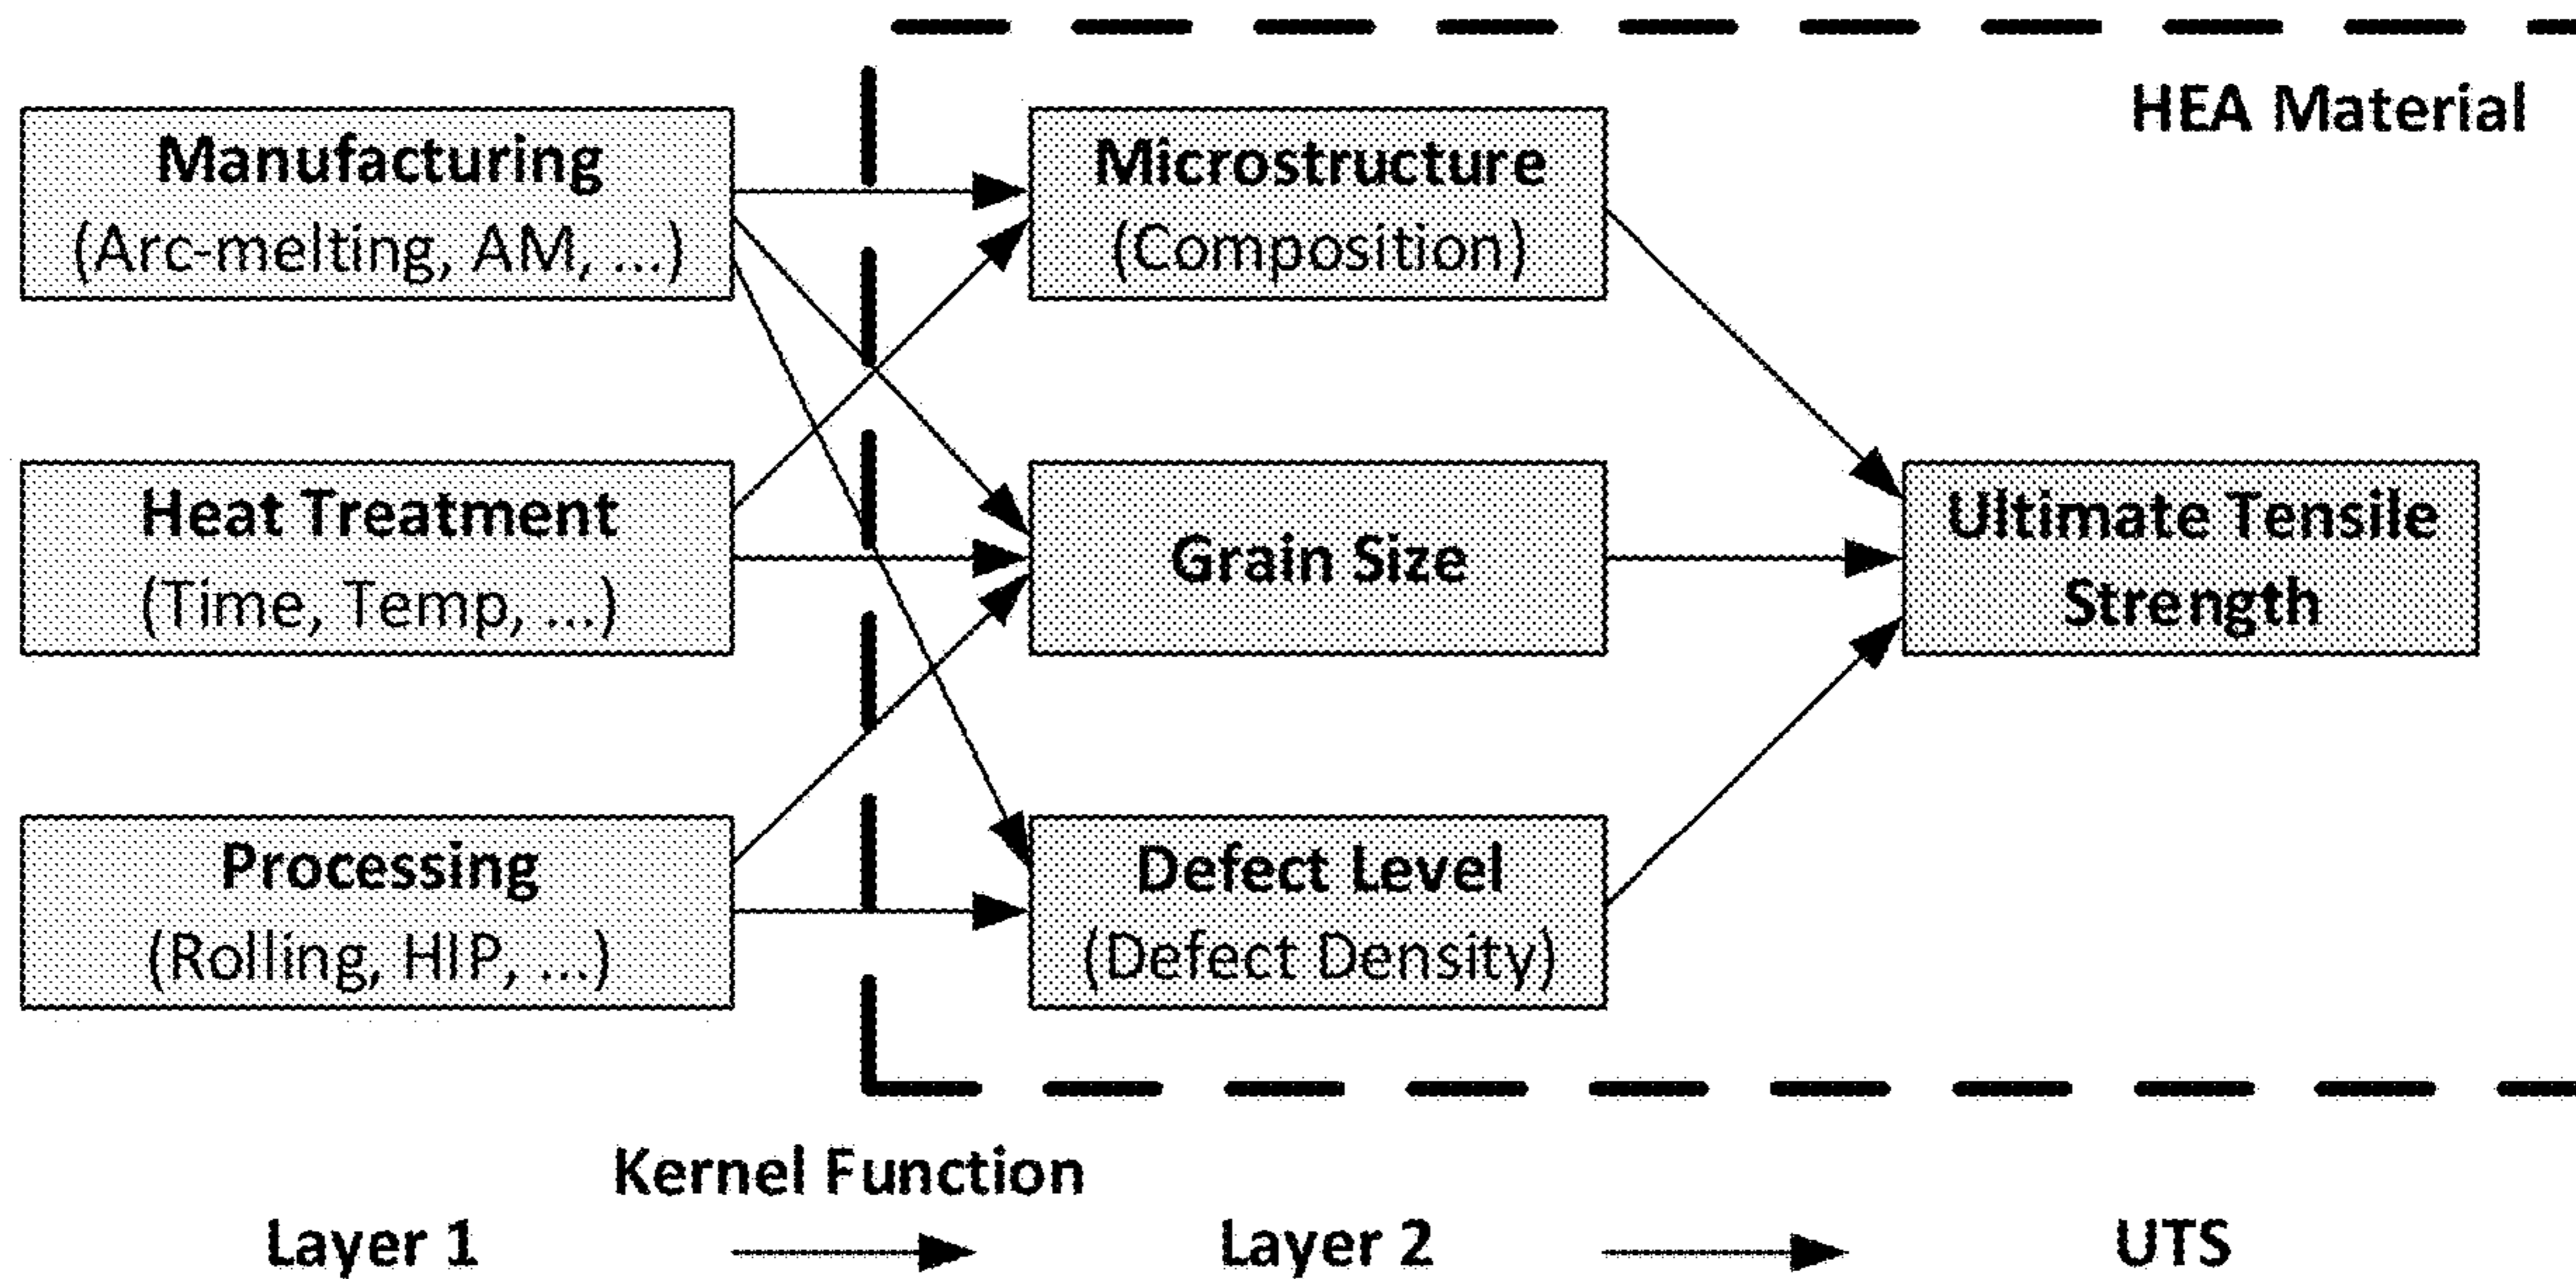 HEA Material
Manufacturing
(Arc-melting, AM, ...)
Microstructure
(Composition)
Heat Treatment
(Time, Temp, ...)
Grain Size
Ultimate Tensile
Strength
Processing
(Rolling, HIP, ...)
Defect Level
(Defect Density)
Kernel Function
Layer 1
Layer 2
UTS